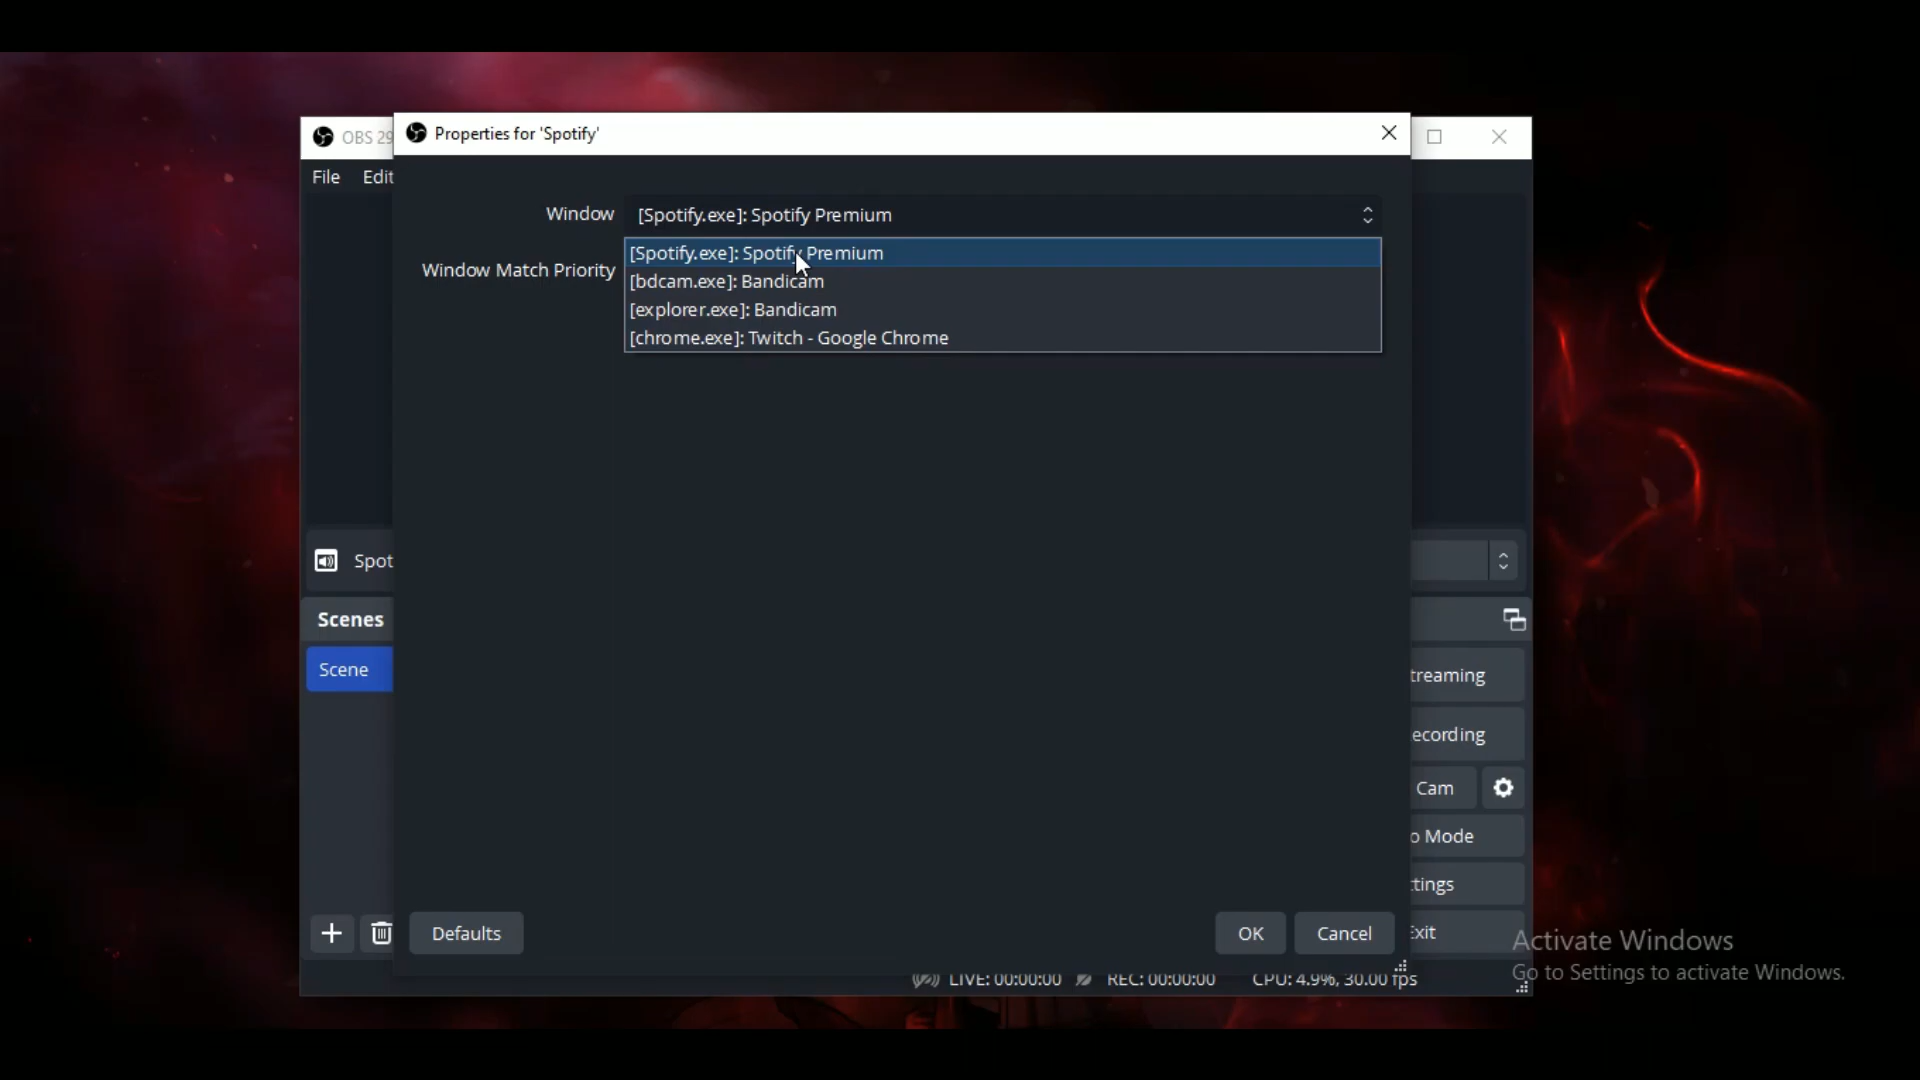 OBS 29
Properties for 'Spotify'
File Edit
Window
[Spotify.exe]: Spotify Premium
[Spotify.exe]: Spotify Premium
Window Match Priority
[bdcam.exe]: Bandicam
[explorer.exe]: Bandicam
[chrome.exe]: Twitch - Google Chrome
Spot
Scenes
Scene
treaming
ecording
Cam
o Mode
ttings
Exit
Defaults
OK
Cancel
Activate Windows
Go to Settings to activate Windows.
LIVE: 00:00:00
REC: 00:00:00
CPU: 4.9%, 30.00 fps